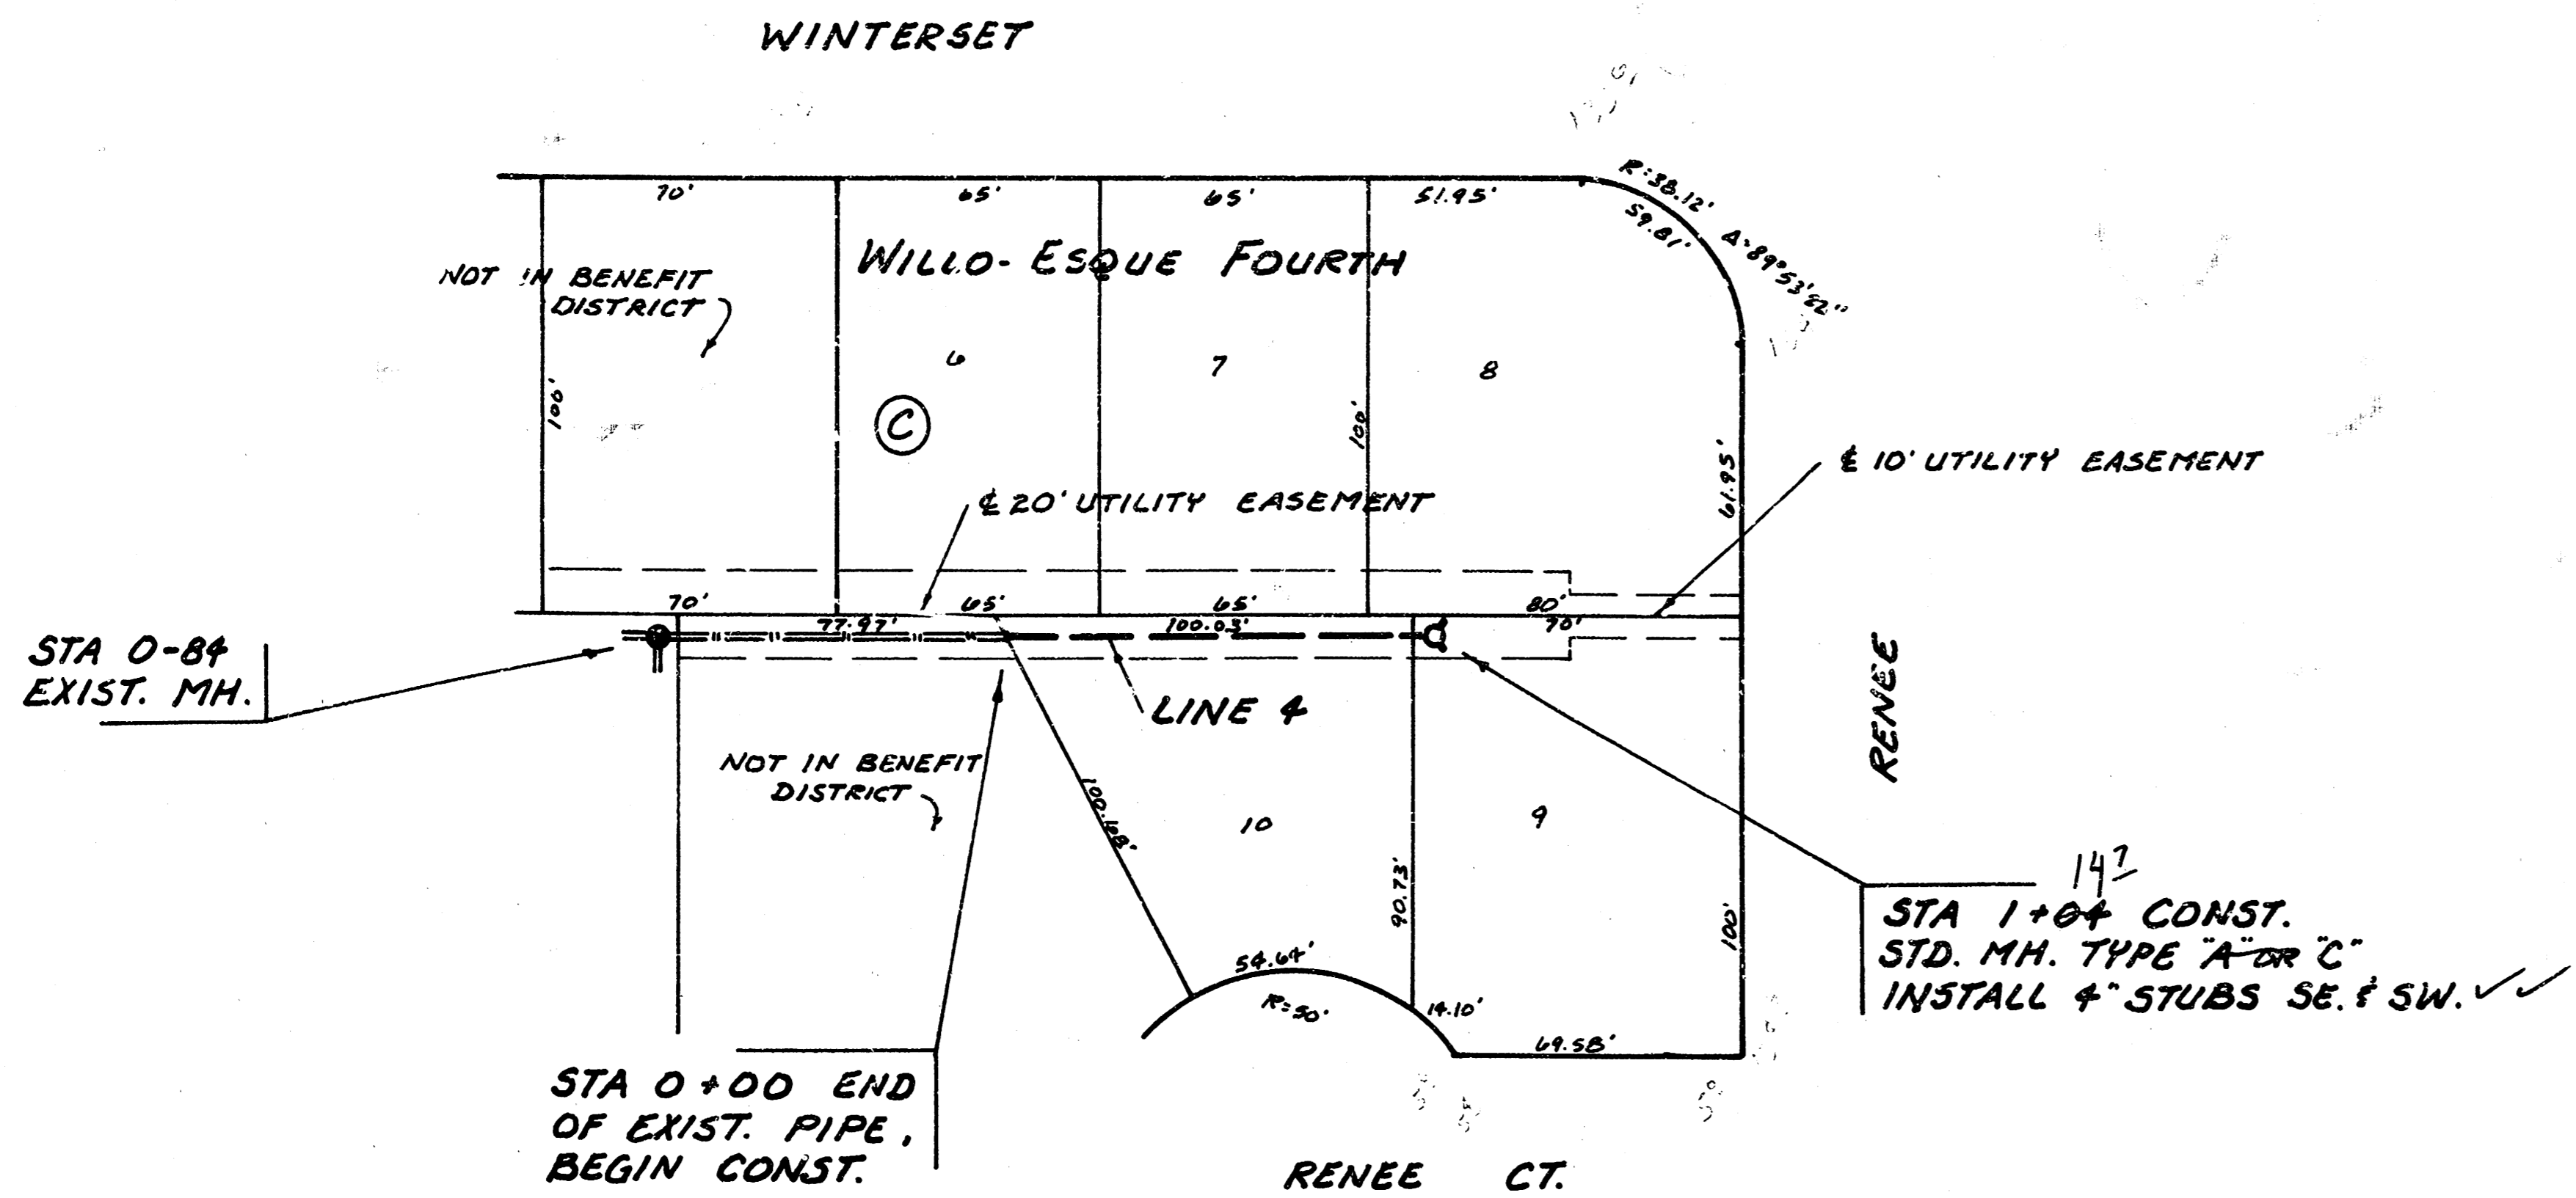 WINTERSET
R=38.12'
59.81'
Δ=89°53'22"
70'
65'
65'
51.95'
WILLO-ESQUE FOURTH
NOT IN BENEFIT
DISTRICT
6
7
8
100'
C
100'
61.95'
℄ 10' UTILITY EASEMENT
℄ 20' UTILITY EASEMENT
70'
65'
65'
80'
77.97'
100.03'
70'
STA 0-84
EXIST. MH.
LINE 4
RENEE
NOT IN BENEFIT
DISTRICT
100.68'
10
9
90.73'
100'
147
STA 1+04 CONST.
STD. MH. TYPE "A" OR "C"
INSTALL 4" STUBS SE. & SW.
54.64'
R=50'
14.10'
69.58'
STA 0+00 END
OF EXIST. PIPE,
BEGIN CONST.
RENEE CT.